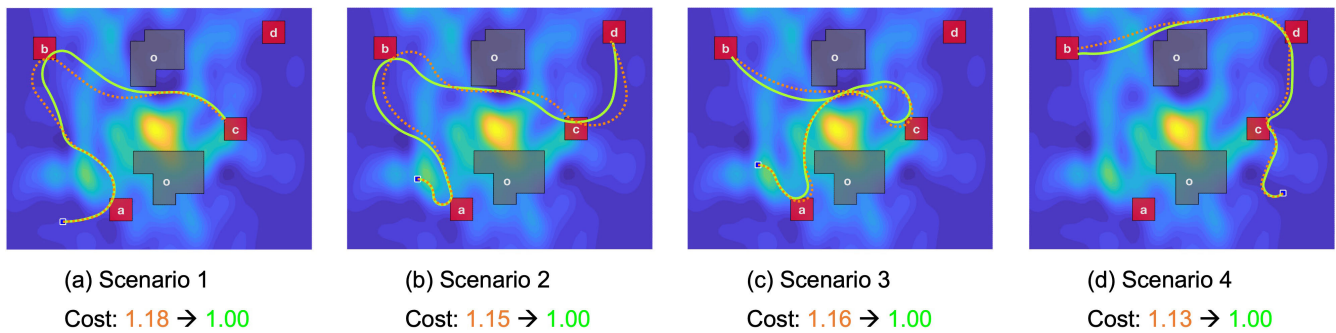 b
o
d
c
o
a
b
o
d
c
o
a
b
o
d
c
o
a
b
o
d
c
o
a
(a) Scenario 1
Cost: 1.18 → 1.00
(b) Scenario 2
Cost: 1.15 → 1.00
(c) Scenario 3
Cost: 1.16 → 1.00
(d) Scenario 4
Cost: 1.13 → 1.00